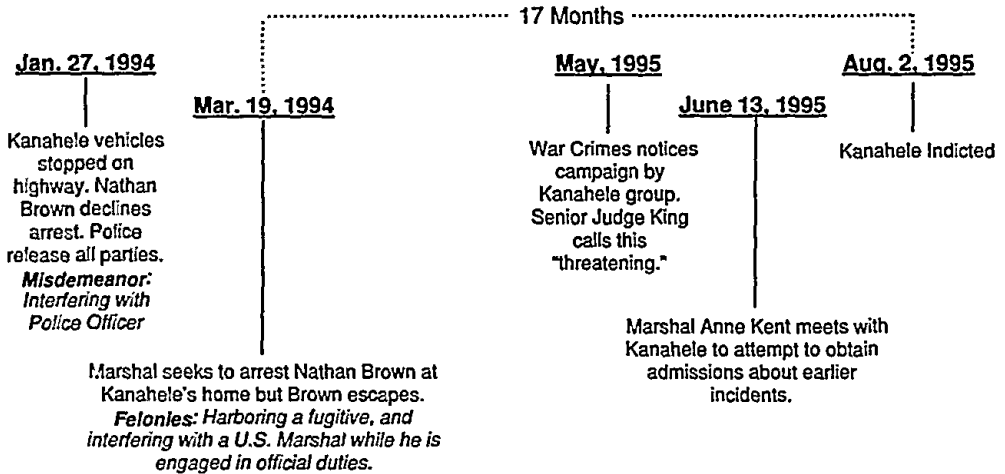 17 Months
Jan. 27, 1994
Kanahele vehicles
stopped on
highway. Nathan
Brown declines
arrest. Police
release all parties.
Misdemeanor:
Interfering with
Police Officer
Mar. 19, 1994
Marshal seeks to arrest Nathan Brown at
Kanahele's home but Brown escapes.
Felonies: Harboring a fugitive, and
interfering with a U.S. Marshal while he is
engaged in official duties.
May, 1995
War Crimes notices
campaign by
Kanahele group.
Senior Judge King
calls this
"threatening."
June 13, 1995
Marshal Anne Kent meets with
Kanahele to attempt to obtain
admissions about earlier
incidents.
Aug. 2, 1995
Kanahele Indicted